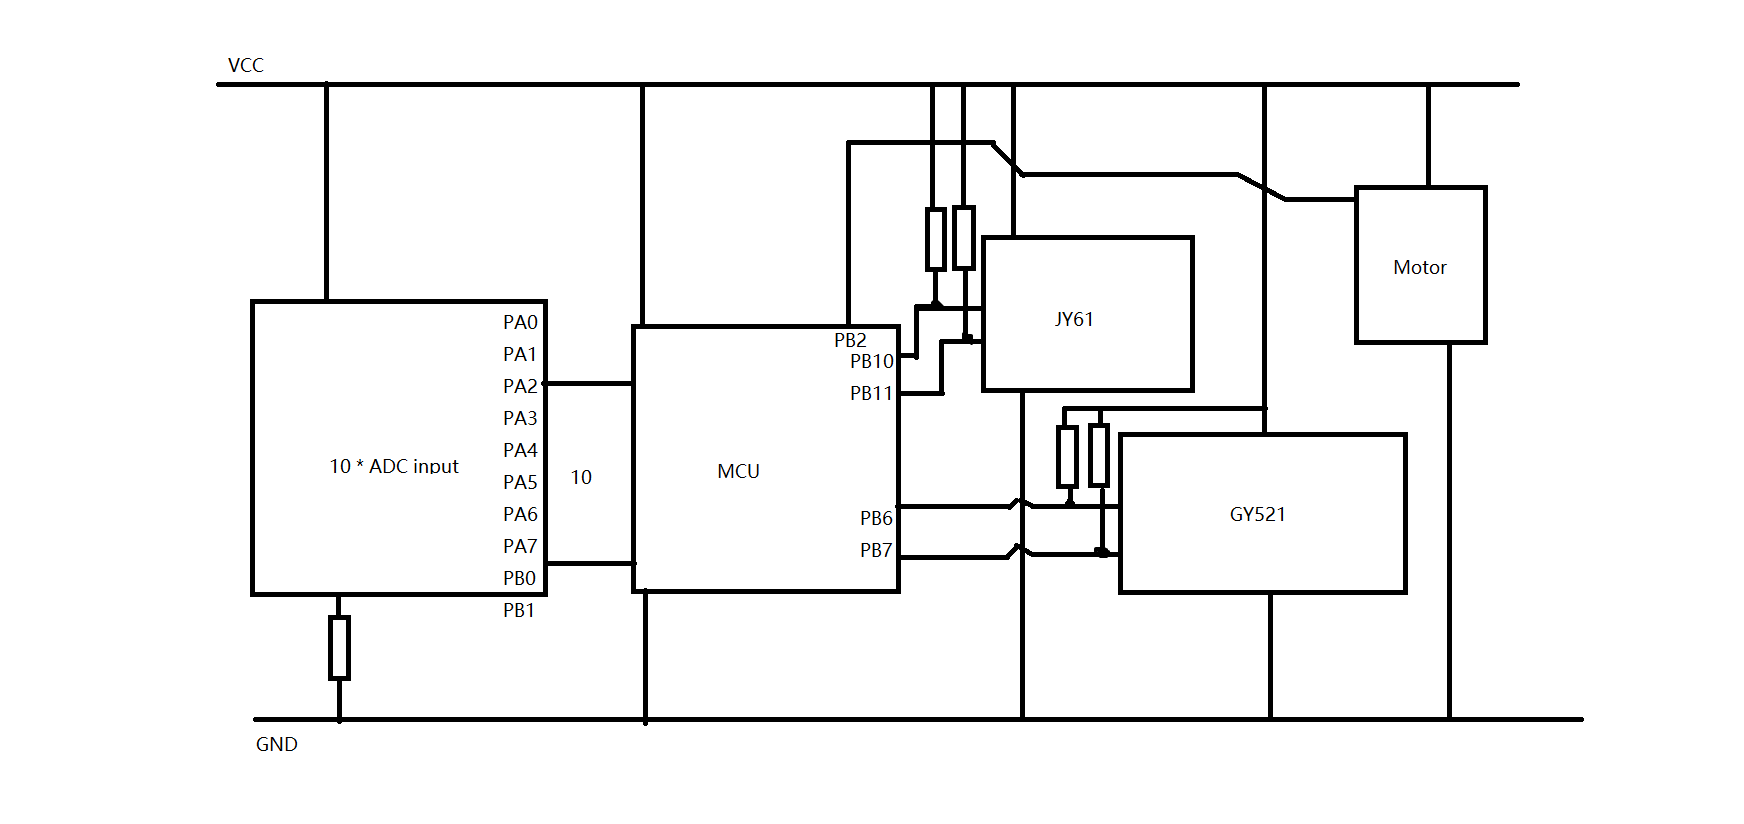 VCC
PA0
PA1
PA2
PA3
PA4
PA5
PA6
PA7
PB0
PB1
10 * ADC input
10
MCU
PB2
PB10
PB11
PB6
PB7
JY61
GY521
Motor
GND